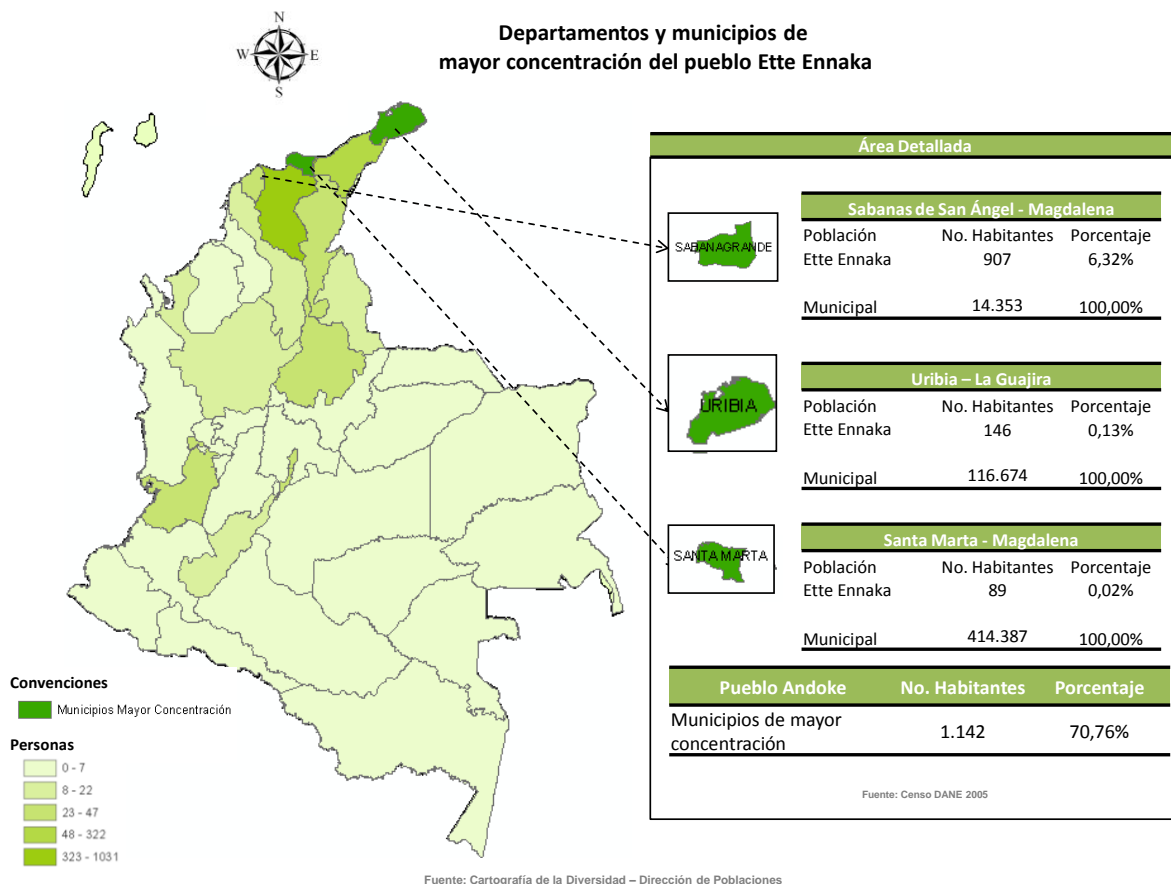 Departamentos y municipios de
mayor concentración del pueblo Ette Ennaka
N
W E
S
Área Detallada
SABANAGRANDE
Sabanas de San Ángel - Magdalena
Población No. Habitantes Porcentaje
Ette Ennaka 907 6,32%
Municipal 14.353 100,00%
URIBIA
Uribia – La Guajira
Población No. Habitantes Porcentaje
Ette Ennaka 146 0,13%
Municipal 116.674 100,00%
SANTA MARTA
Santa Marta - Magdalena
Población No. Habitantes Porcentaje
Ette Ennaka 89 0,02%
Municipal 414.387 100,00%
Pueblo Andoke No. Habitantes Porcentaje
Municipios de mayor
concentración 1.142 70,76%
Fuente: Censo DANE 2005
Convenciones
Municipios Mayor Concentración
Personas
0 - 7
8 - 22
23 - 47
48 - 322
323 - 1031
Fuente: Cartografía de la Diversidad – Dirección de Poblaciones